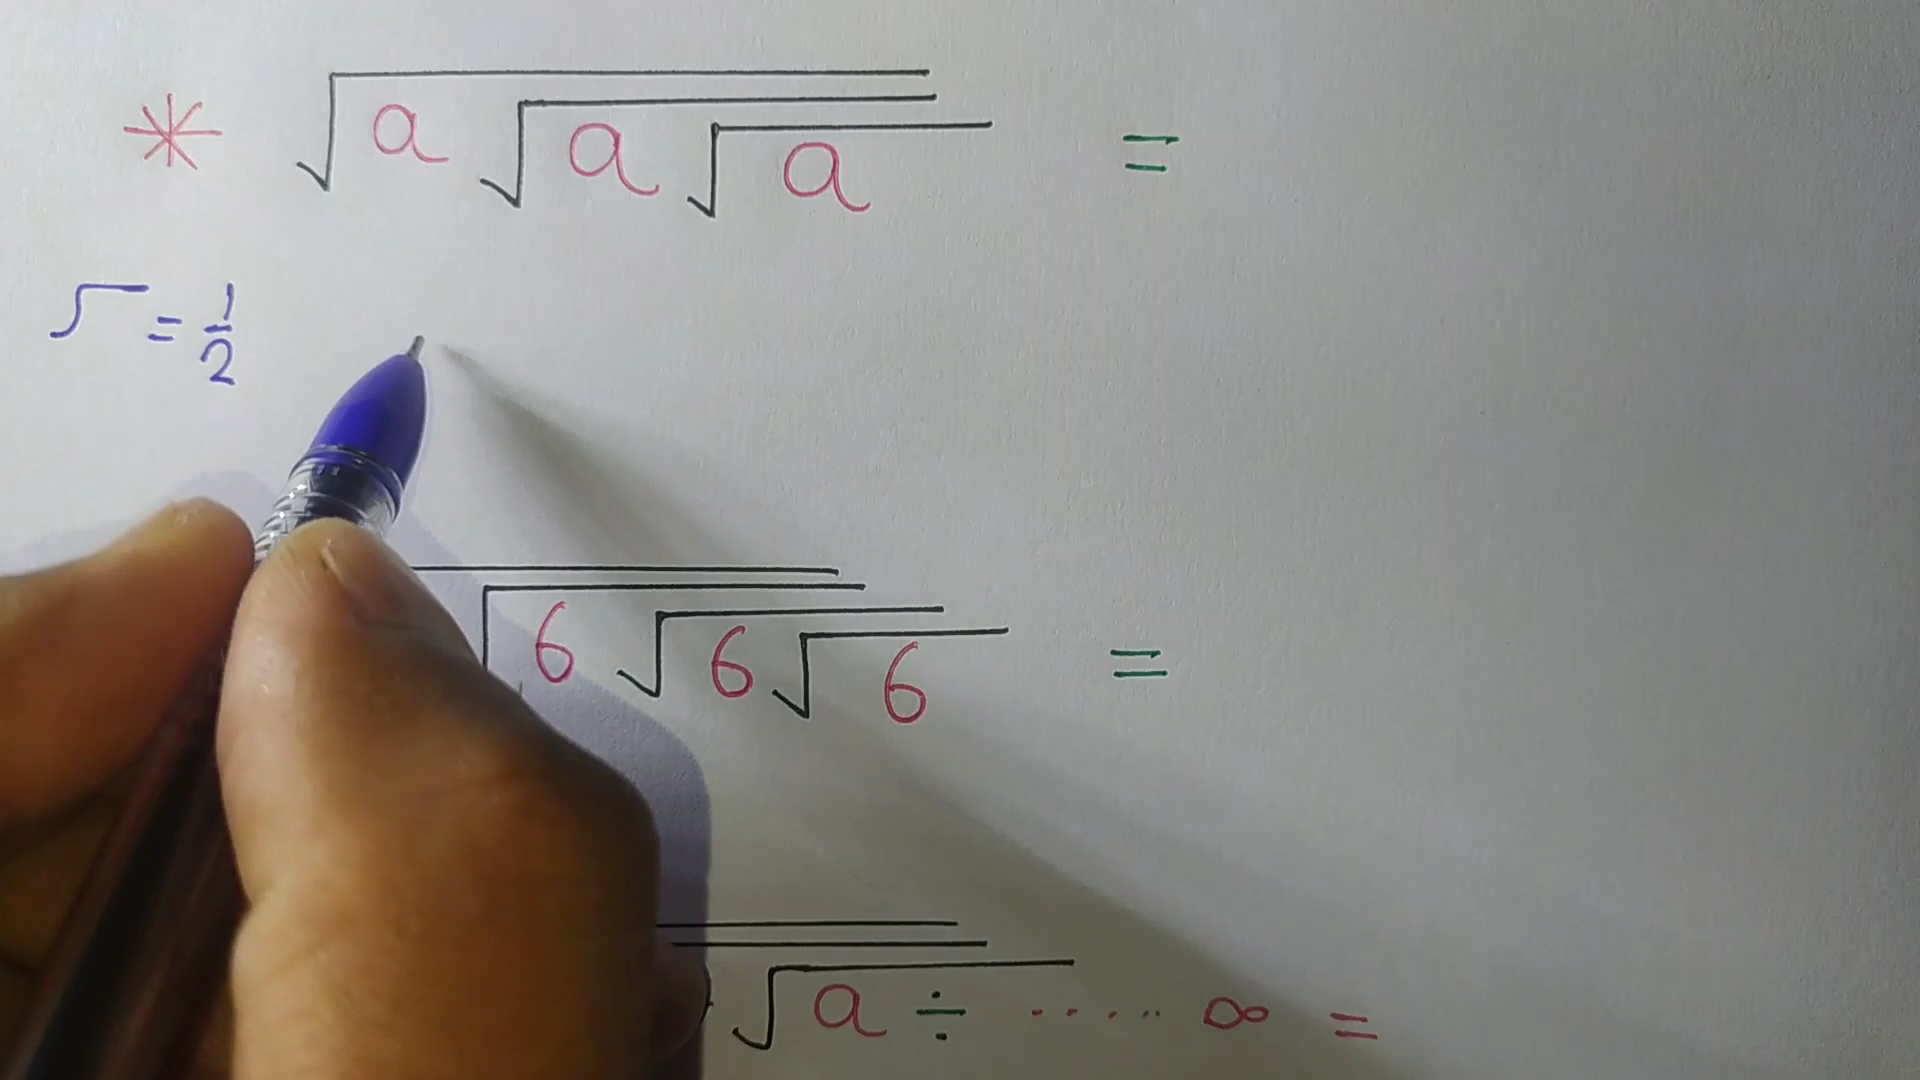 * √a√a√a =
√ = 1/2
√√6√6√6 =
√a ÷ ..... ∞ =